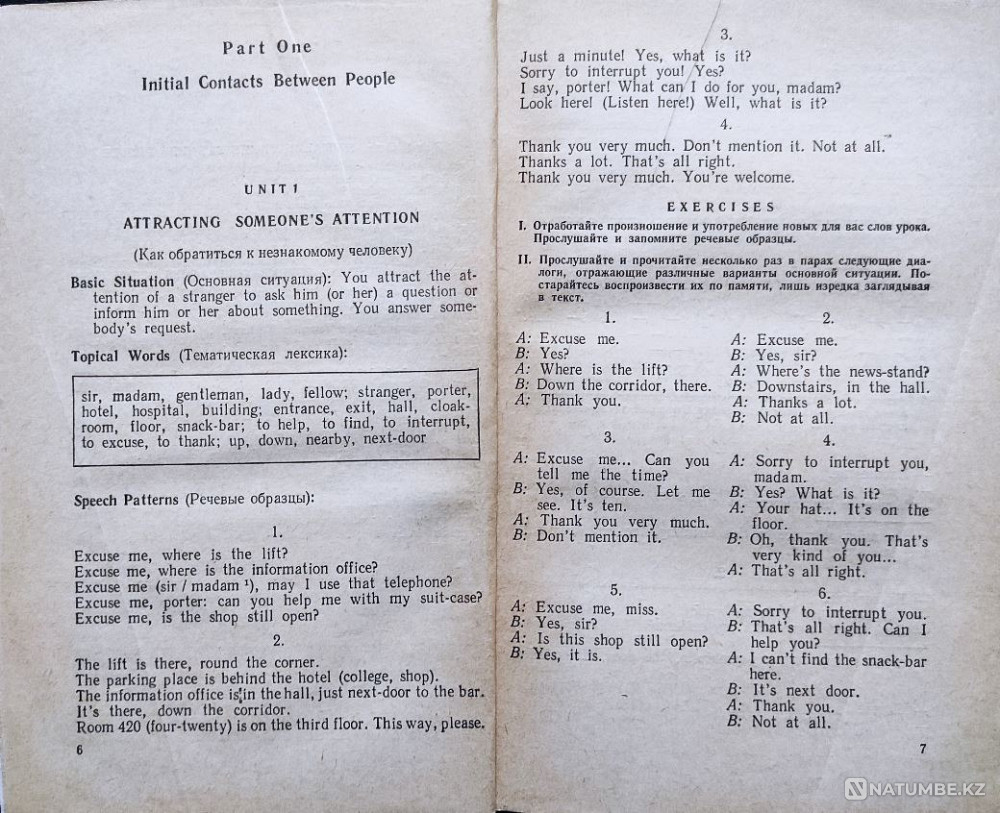 Part One
Initial Contacts Between People
UNIT 1
ATTRACTING SOMEONE'S ATTENTION
(Как обратиться к незнакомому человеку)
Basic Situation (Основная ситуация): You attract the at-
tention of a stranger to ask him (or her) a question or
inform him or her about something. You answer some-
body's request.
Topical Words (Тематическая лексика):
sir, madam, gentleman, lady, fellow; stranger, porter,
hotel, hospital, building; entrance, exit, hall, cloak-
room, floor, snack-bar; to help, to find, to interrupt,
to excuse, to thank; up, down, nearby, next-door
Speech Patterns (Речевые образцы):
1.
Excuse me, where is the lift?
Excuse me, where is the information office?
Excuse me (sir / madam ¹), may I use that telephone?
Excuse me, porter: can you help me with my suit-case?
Excuse me, is the shop still open?
2.
The lift is there, round the corner.
The parking place is behind the hotel (college, shop).
The information office is in the hall, just next-door to the bar.
It's there, down the corridor.
Room 420 (four-twenty) is on the third floor. This way, please.
6
3.
Just a minute! Yes, what is it?
Sorry to interrupt you! Yes?
I say, porter! What can I do for you, madam?
Look here! (Listen here!) Well, what is it?
4.
Thank you very much. Don't mention it. Not at all.
Thanks a lot. That's all right.
Thank you very much. You're welcome.
EXERCISES
I. Отработайте произношение и употребление новых для вас слов урока.
Прослушайте и запомните речевые образцы.
II. Прослушайте и прочитайте несколько раз в парах следующие диа-
логи, отражающие различные варианты основной ситуации. По-
старайтесь воспроизвести их по памяти, лишь изредка заглядывая
в текст.
1.
A: Excuse me.
B: Yes?
A: Where is the lift?
B: Down the corridor, there.
A: Thank you.
2.
A: Excuse me.
B: Yes, sir?
A: Where's the news-stand?
B: Downstairs, in the hall.
A: Thanks a lot.
B: Not at all.
3.
A: Excuse me... Can you
tell me the time?
B: Yes, of course. Let me
see. It's ten.
A: Thank you very much.
B: Don't mention it.
4.
A: Sorry to interrupt you,
madam.
B: Yes? What is it?
A: Your hat... It's on the
floor.
B: Oh, thank you. That's
very kind of you...
A: That's all right.
5.
A: Excuse me, miss.
B: Yes, sir?
A: Is this shop still open?
B: Yes, it is.
6.
A: Sorry to interrupt you.
B: That's all right. Can I
help you?
A: I can't find the snack-bar
here.
B: It's next door.
A: Thank you.
B: Not at all.
7
NATUMBE.KZ